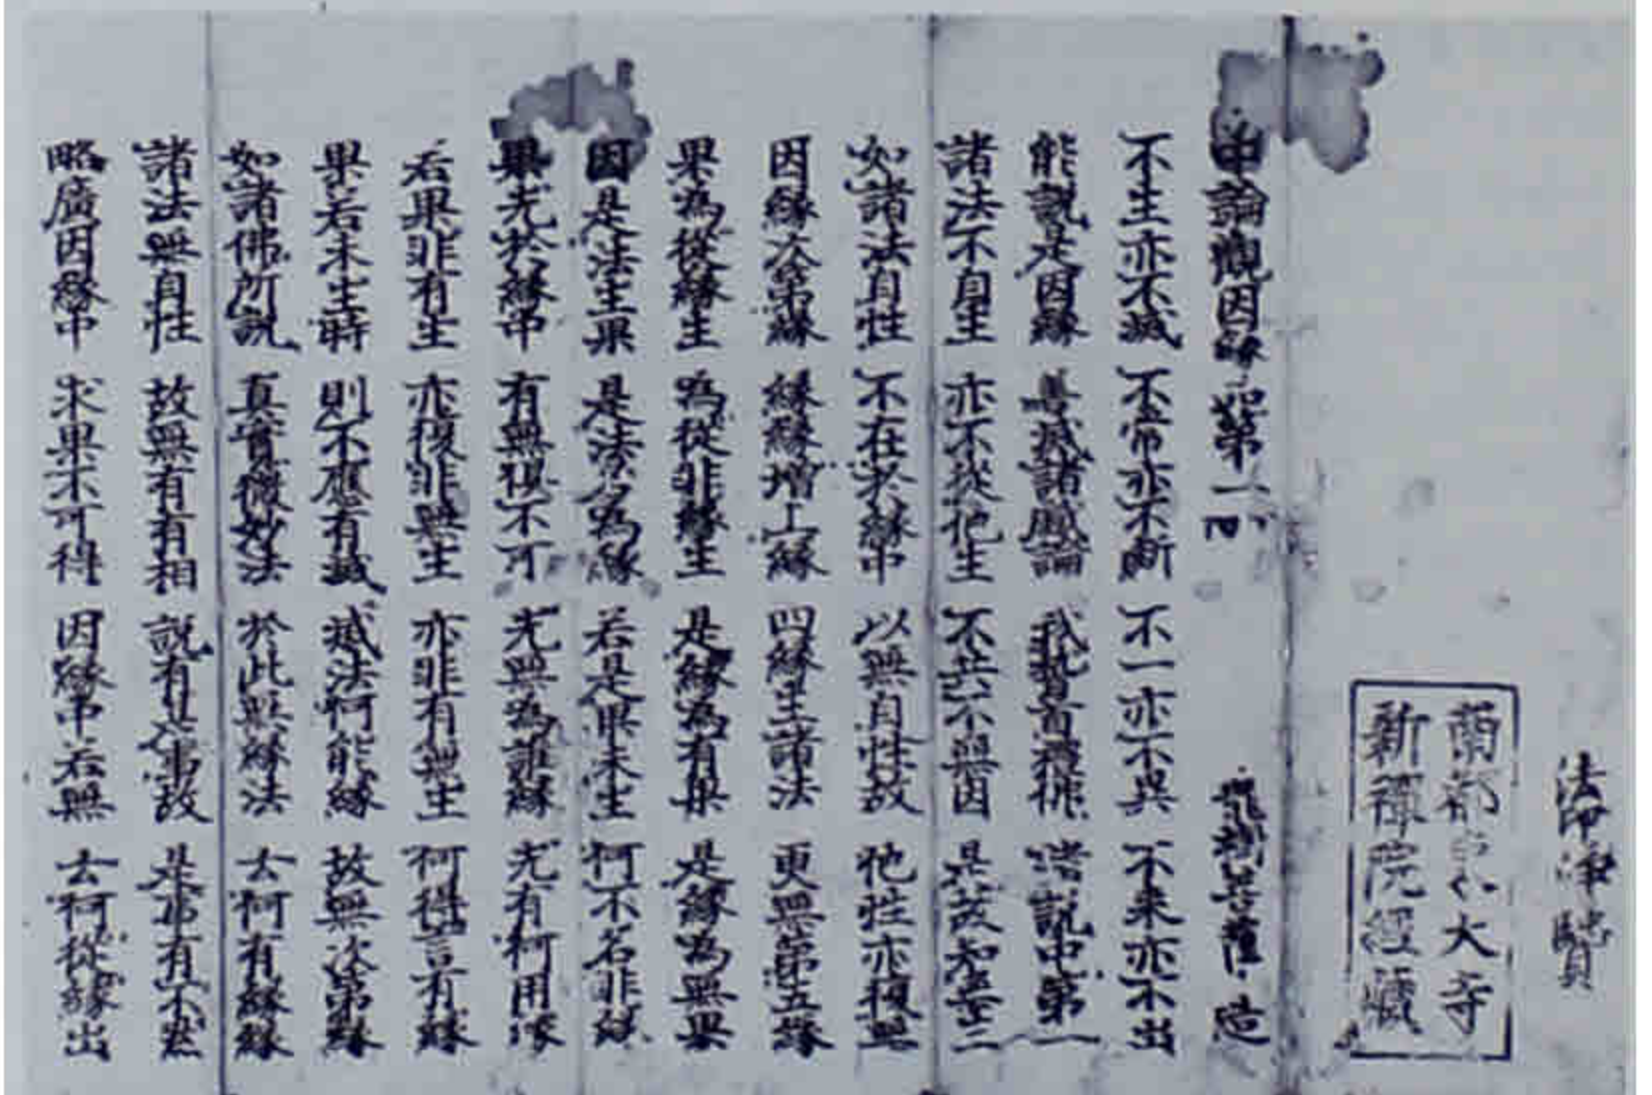 法印淨賢
蘭都 大寺
新禪院經藏
中論觀因緣品第一 龍樹菩薩造
不生亦不滅 不常亦不断 不一亦不異 不来亦不出
能說是因緣 善滅諸戲論 我稽首禮佛 諸說中第一
諸法不自生 亦不從他生 不共不無因 是故知無生
如諸法自性 不在於緣中 以無自性故 他性亦復無
因緣次第緣 緣緣增上緣 四緣生諸法 更無第五緣
果為從緣生 為從非緣生 是緣為有果 是緣為無果
因是法生果 是法名為緣 若是果未生 何不名非緣
果先於緣中 有無俱不可 先無為誰緣 先有何用緣
若果非有生 亦復非無生 亦非有無生 何得言有緣
果若未生時 則不應有滅 滅法何能緣 故無次第緣
如諸佛所說 真實微妙法 於此無緣法 云何有緣緣
諸法無自性 故無有有相 說有是事故 是事有不然
略廣因緣中 求果不可得 因緣中若無 云何從緣出